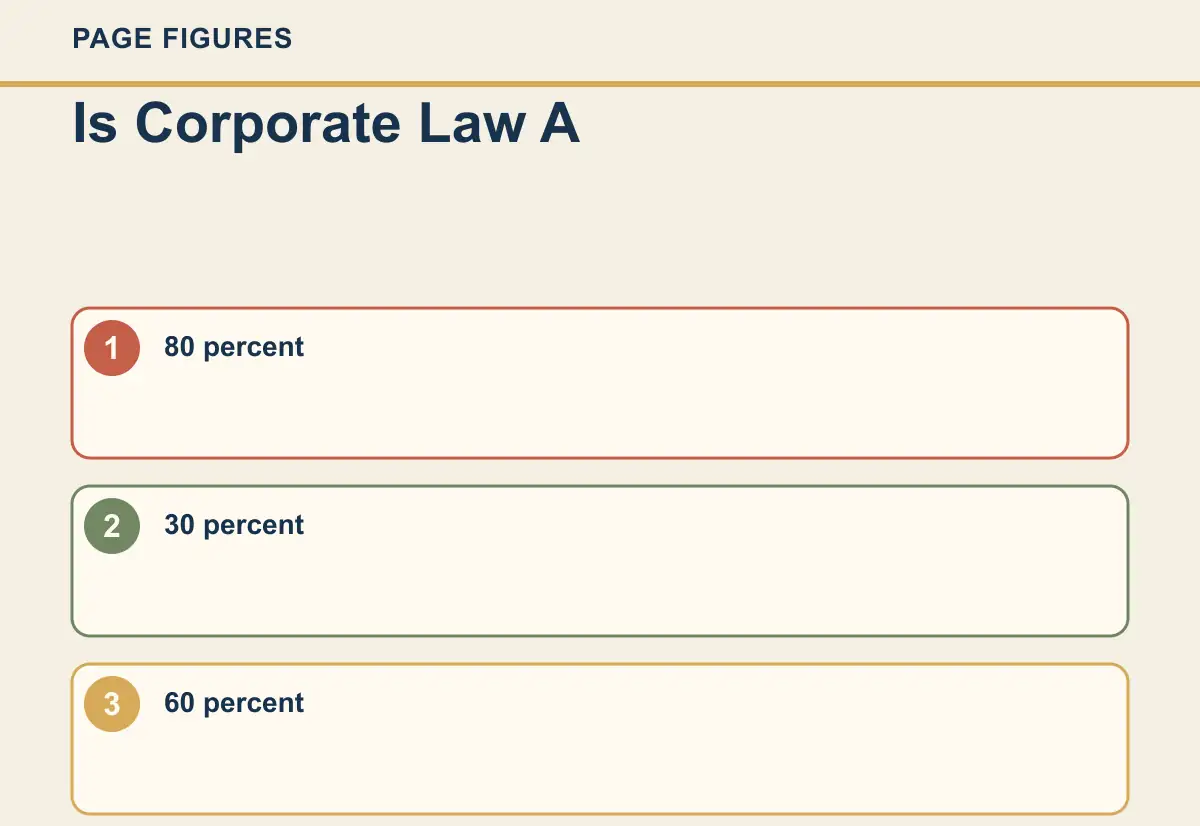 PAGE FIGURES
Is Corporate Law A
1
80 percent
2
30 percent
3
60 percent